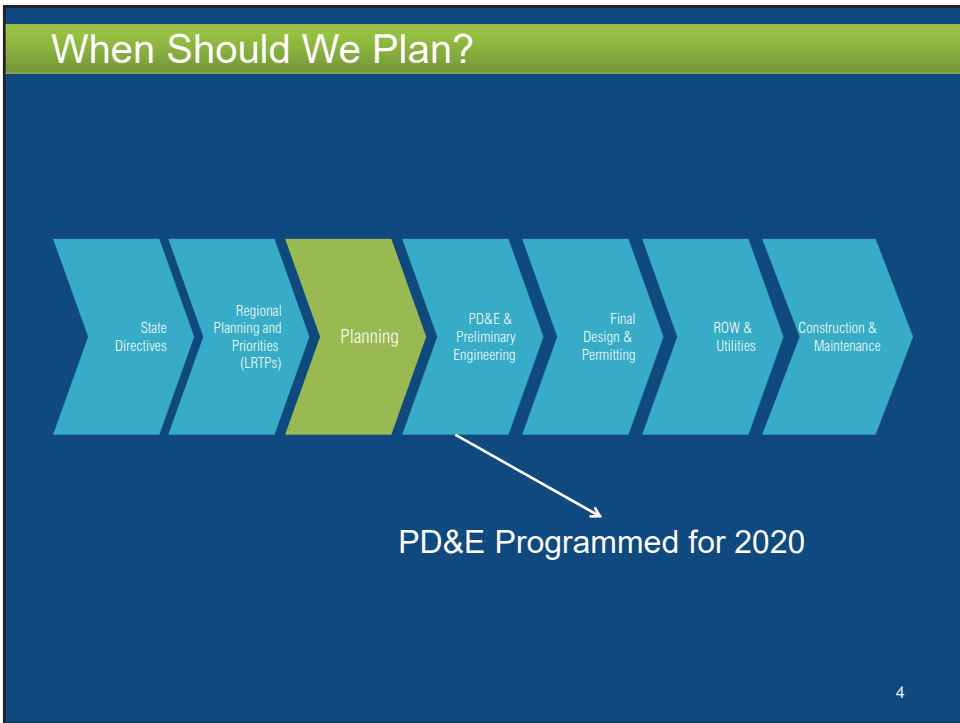 When Should We Plan?
State
Directives
Regional
Planning and
Priorities
(LRTPs)
Planning
PD&E &
Preliminary
Engineering
Final
Design &
Permitting
ROW &
Utilities
Construction &
Maintenance
PD&E Programmed for 2020
4